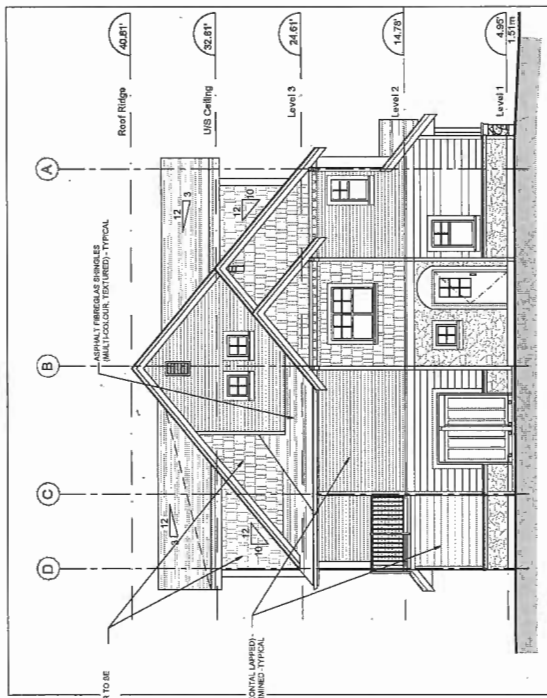 40.81'
Roof Ridge
32.81'
U/S Ceiling
24.61'
Level 3
14.78'
Level 2
4.95'
1.51m
Level 1
A
B
C
D
12
3
12
10
ASPHALT FIBREGLAS SHINGLES
(MULTI-COLOUR, TEXTURED) - TYPICAL
12
3
12
10
TO BE
ONTAL LAPPED) -
MINED - TYPICAL